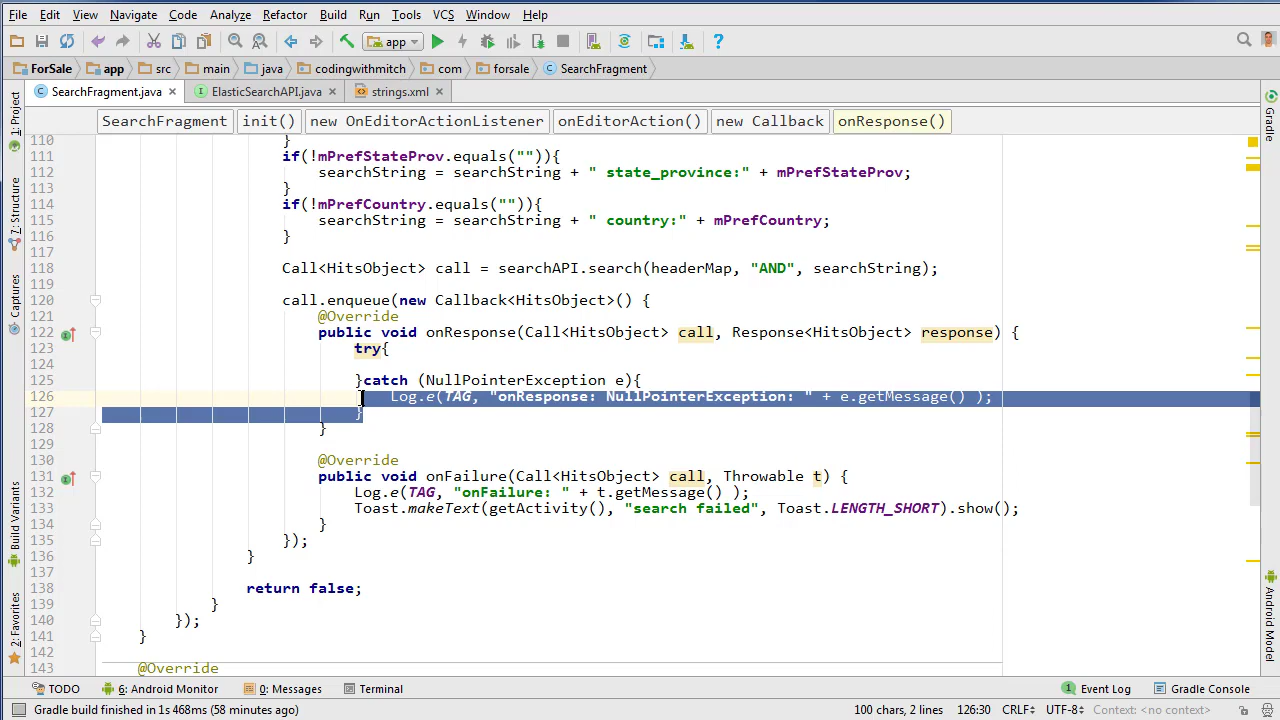 File Edit View Navigate Code Analyze Refactor Build Run Tools VCS Window Help
app
ForSale app src main java codingwithmitch com forsale SearchFragment
SearchFragment.java ElasticSearchAPI.java strings.xml
SearchFragment init() new OnEditorActionListener onEditorAction() new Callback onResponse()
1: Project
7: Structure
Captures
Build Variants
2: Favorites
Gradle
Android Model
110 }
111 if(!mPrefStateProv.equals("")){
112 searchString = searchString + " state_province:" + mPrefStateProv;
113 }
114 if(!mPrefCountry.equals("")){
115 searchString = searchString + " country:" + mPrefCountry;
116 }
117
118 Call<HitsObject> call = searchAPI.search(headerMap, "AND", searchString);
119
120 call.enqueue(new Callback<HitsObject>() {
121 @Override
122 public void onResponse(Call<HitsObject> call, Response<HitsObject> response) {
123 try{
124
125 }catch (NullPointerException e){
126 Log.e(TAG, "onResponse: NullPointerException: " + e.getMessage() );
127 }
128 }
129
130 @Override
131 public void onFailure(Call<HitsObject> call, Throwable t) {
132 Log.e(TAG, "onFailure: " + t.getMessage() );
133 Toast.makeText(getActivity(), "search failed", Toast.LENGTH_SHORT).show();
134 }
135 });
136 }
137
138 return false;
139 }
140 });
141 }
142
143 @Override
TODO 6: Android Monitor 0: Messages Terminal 1 Event Log Gradle Console
Gradle build finished in 1s 468ms (58 minutes ago) 100 chars, 2 lines 126:30 CRLF UTF-8 Context: <no context>